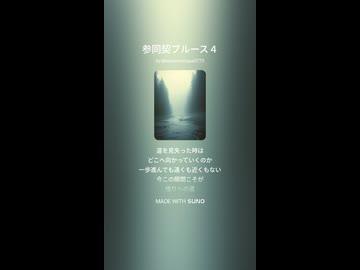 参同契ブルース４
道を見失った時は
どこへ向かっていくのか
一歩進んでも遠くも近くもない
今この瞬間こそが
悟りへの道
MADE WITH SUNO